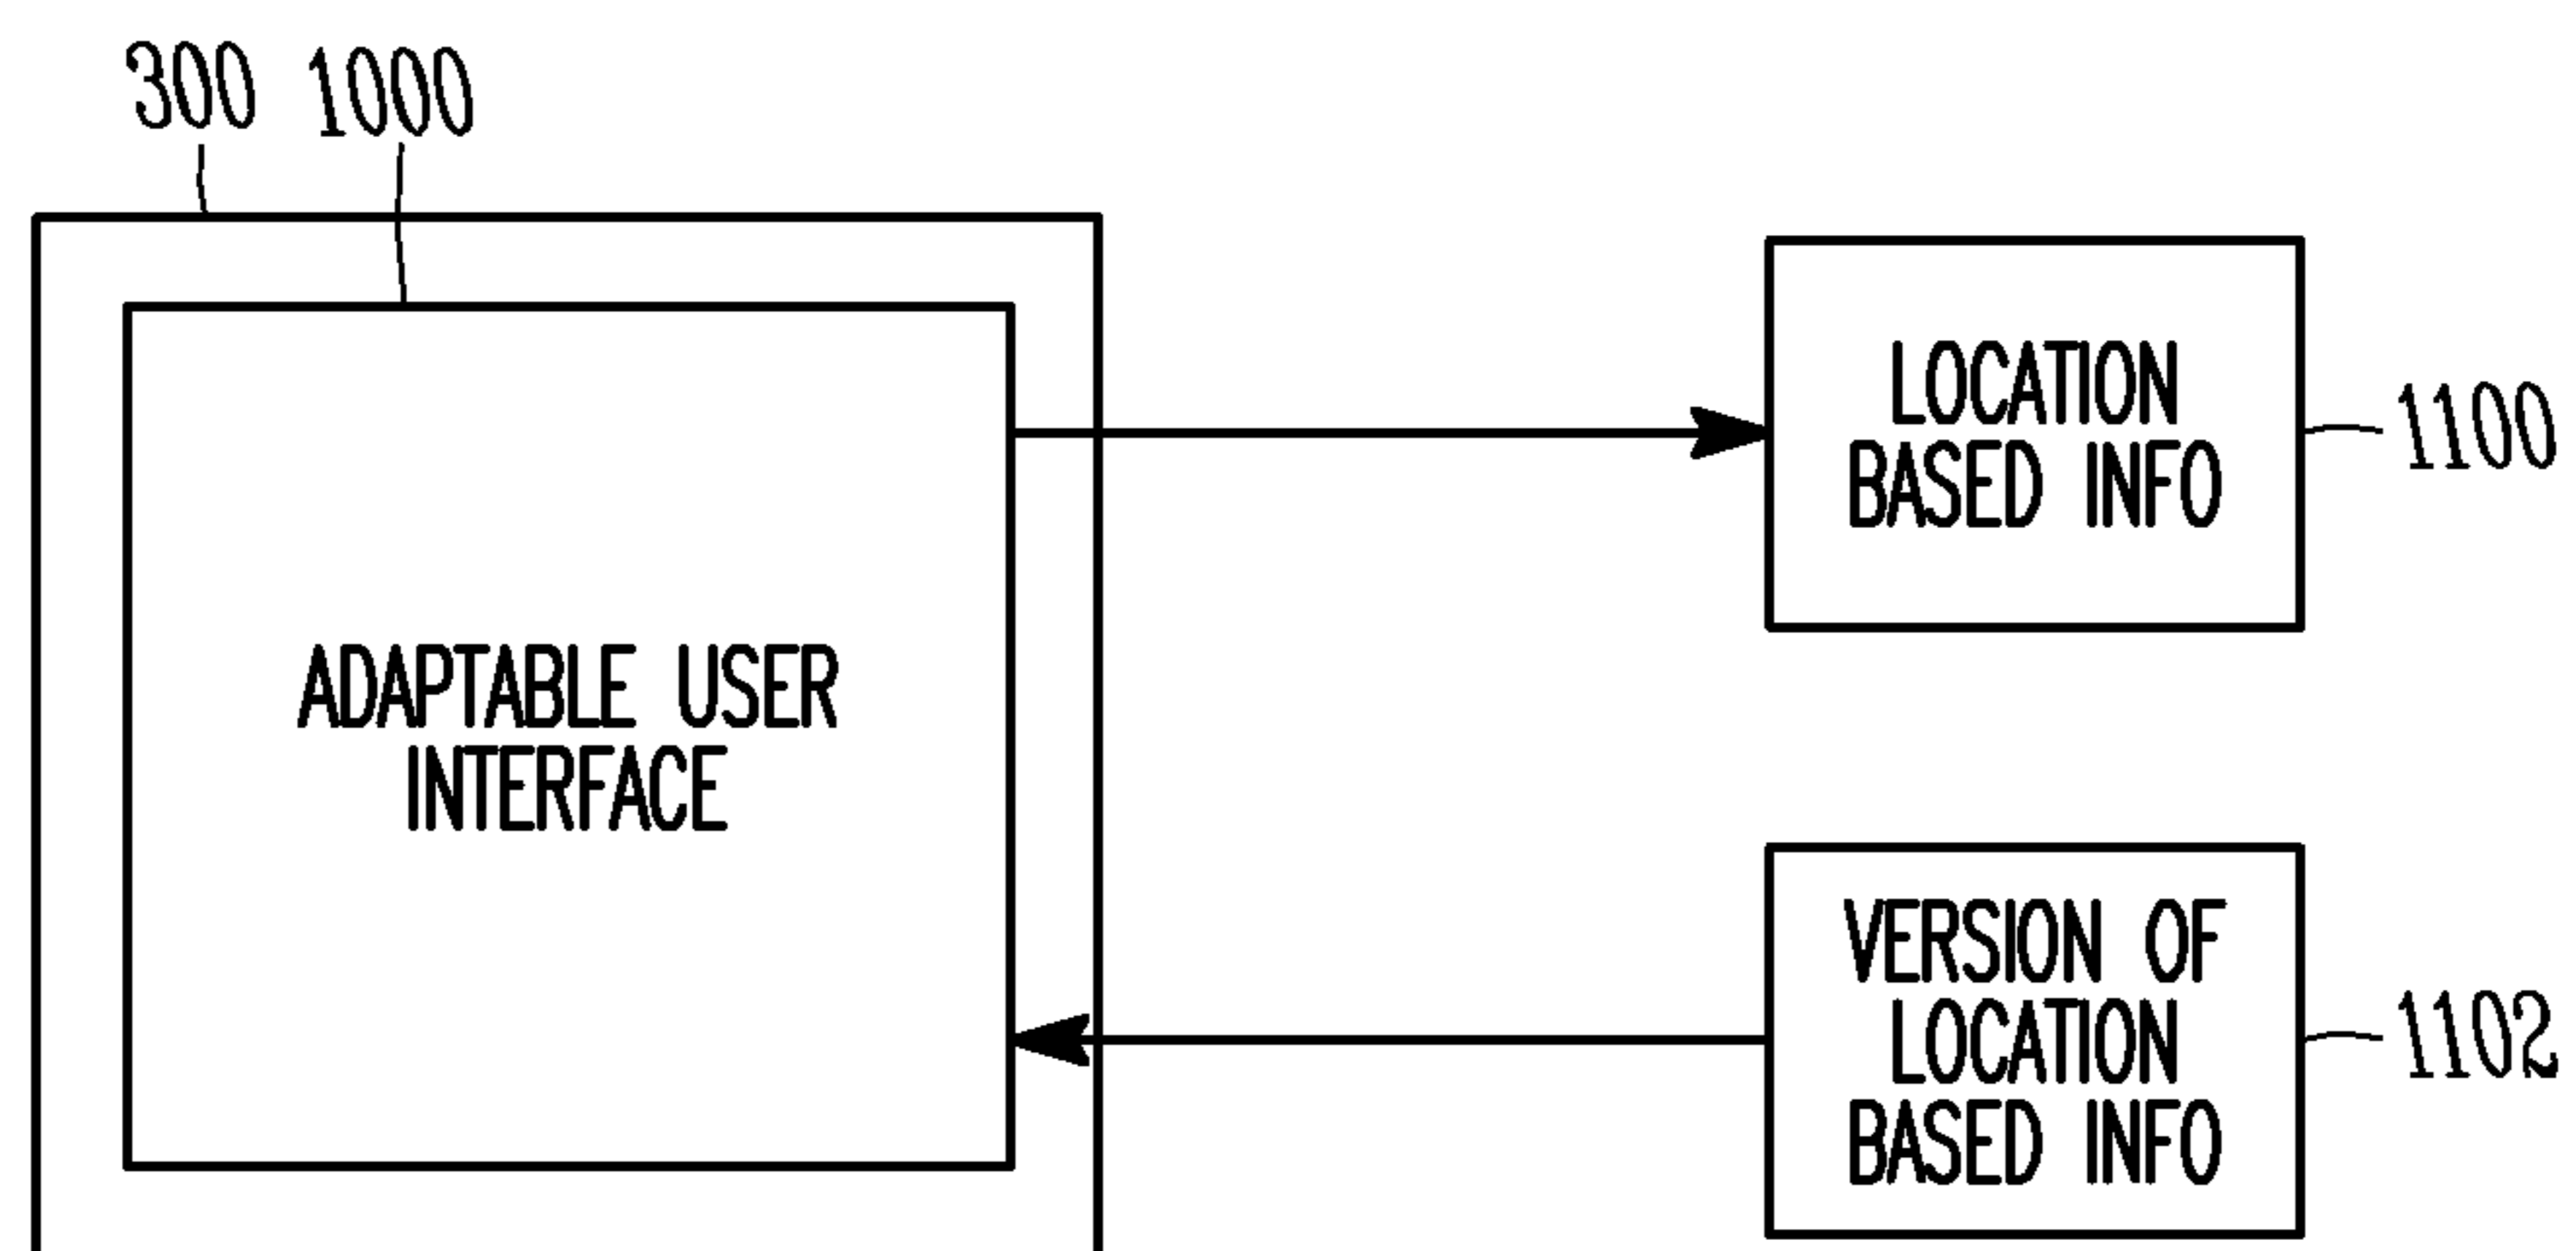 300 1000
ADAPTABLE USER
INTERFACE
LOCATION
BASED INFO
1100
VERSION OF
LOCATION
BASED INFO
1102